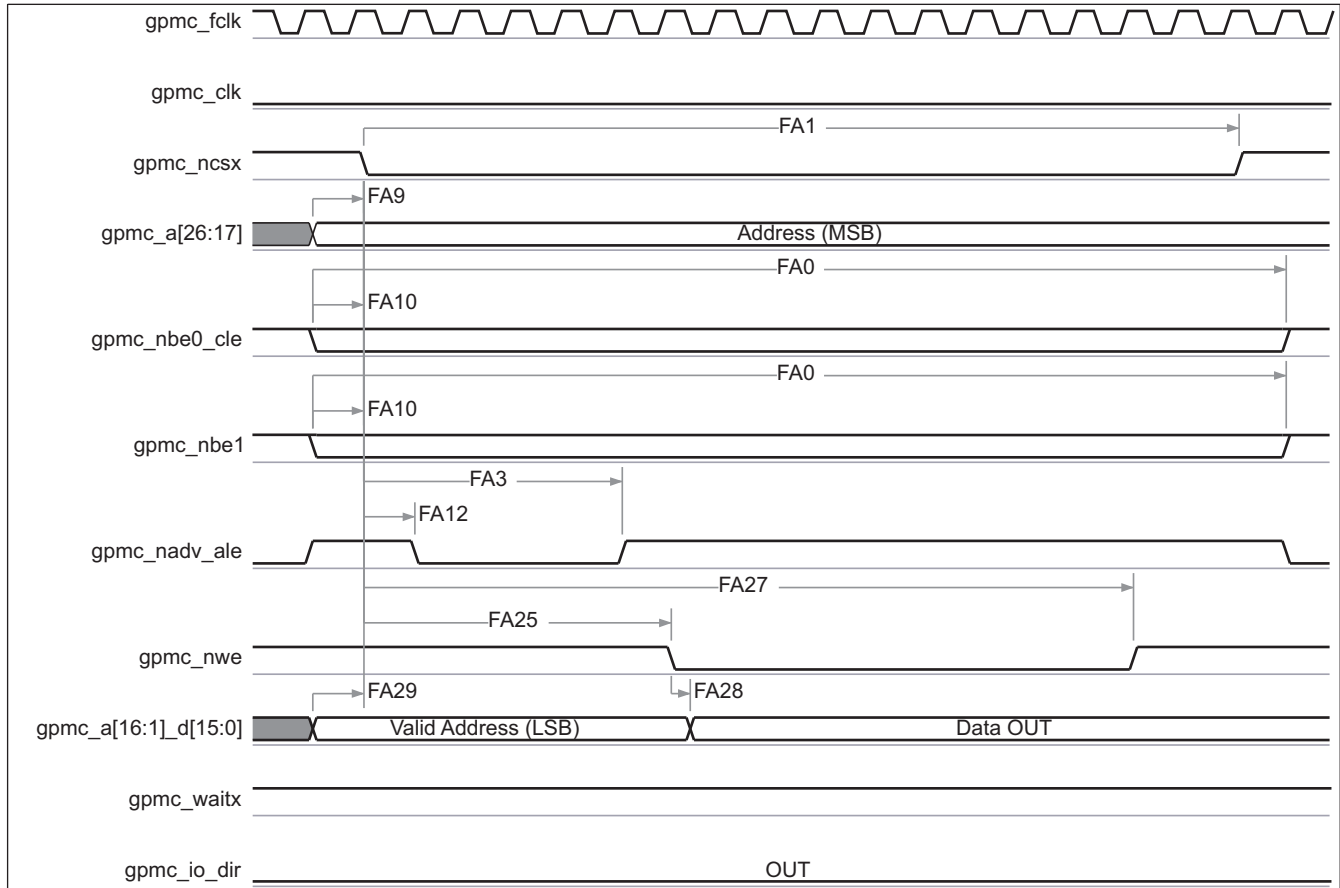 gpmc_fclk
gpmc_clk
FA1
gpmc_ncsx
FA9
gpmc_a[26:17]
Address (MSB)
FA0
FA10
gpmc_nbe0_cle
FA0
FA10
gpmc_nbe1
FA3
FA12
gpmc_nadv_ale
FA27
FA25
gpmc_nwe
FA29
FA28
gpmc_a[16:1]_d[15:0]
Valid Address (LSB)
Data OUT
gpmc_waitx
gpmc_io_dir
OUT